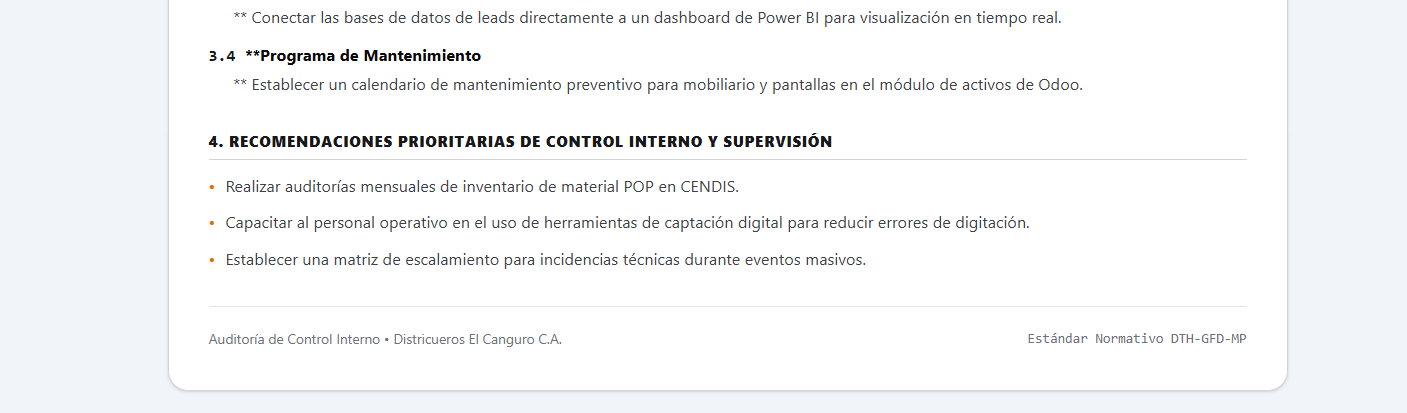 ** Conectar las bases de datos de leads directamente a un dashboard de Power BI para visualización en tiempo real.
3.4 **Programa de Mantenimiento
** Establecer un calendario de mantenimiento preventivo para mobiliario y pantallas en el módulo de activos de Odoo.
4. RECOMENDACIONES PRIORITARIAS DE CONTROL INTERNO Y SUPERVISIÓN
• Realizar auditorías mensuales de inventario de material POP en CENDIS.
• Capacitar al personal operativo en el uso de herramientas de captación digital para reducir errores de digitación.
• Establecer una matriz de escalamiento para incidencias técnicas durante eventos masivos.
Auditoría de Control Interno • Districueros El Canguro C.A.
Estándar Normativo DTH-GFD-MP